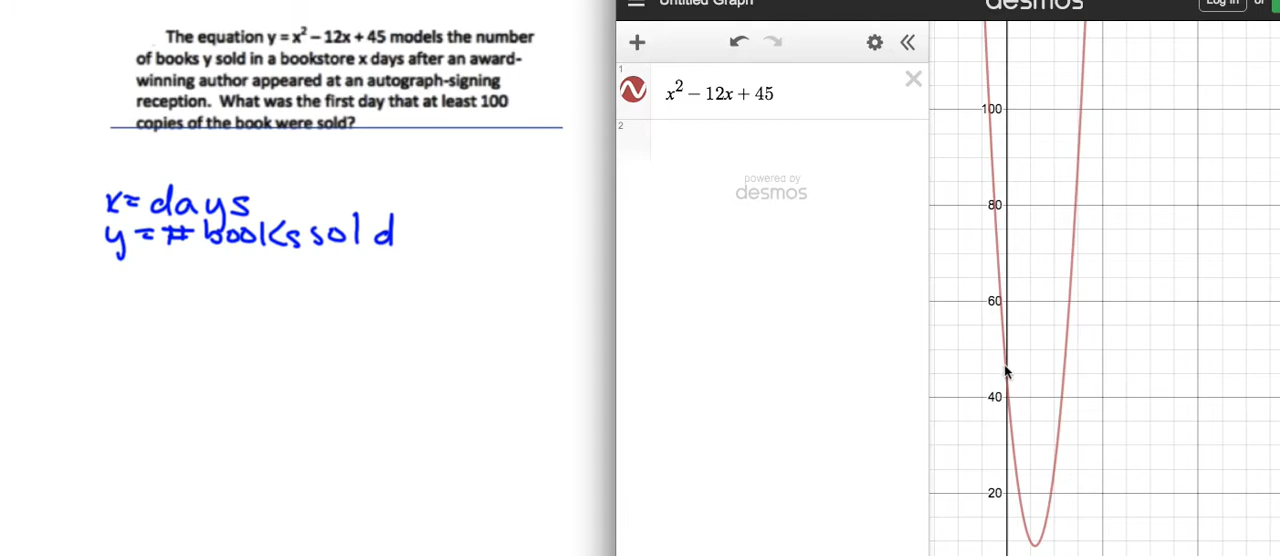 The equation y = x² – 12x + 45 models the number
of books y sold in a bookstore x days after an award-
winning author appeared at an autograph-signing
reception. What was the first day that at least 100
copies of the book were sold?
x= days
y = # books sold
Untitled Graph
desmos
Log In
or
1
x² – 12x + 45
2
powered by
desmos
100
80
60
40
20